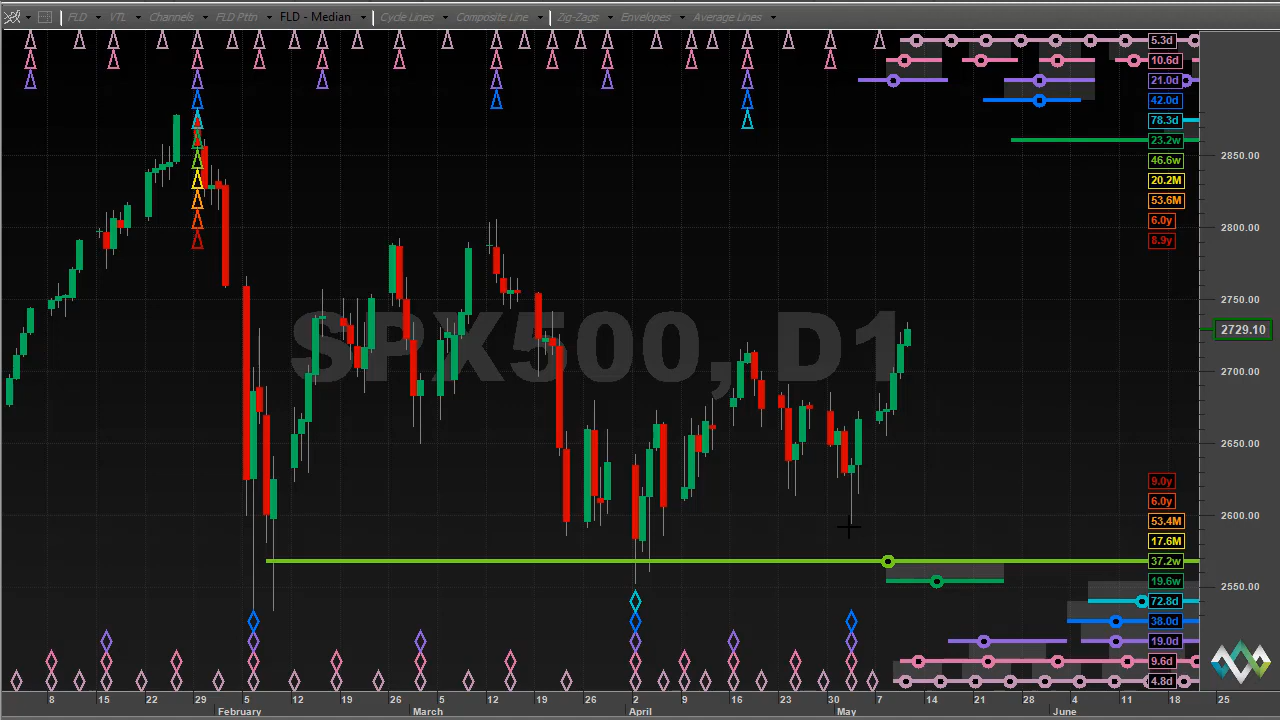 FLD VTL Channels FLD Pttn FLD - Median Cycle Lines Composite Line Zig-Zags Envelopes Average Lines
5.3d
10.6d
21.0d
42.0d
78.3d
23.2w
46.6w
20.2M
53.6M
6.0y
8.9y
2850.00
2800.00
2750.00
2729.10
2700.00
2650.00
2600.00
2550.00
SPX500, D1
9.0y
6.0y
53.4M
17.6M
37.2w
19.6w
72.8d
38.0d
19.0d
9.6d
4.8d
8 15 22 29 5 12 19 26 5 12 19 26 2 9 16 23 30 7 14 21 28 4 11 18 25
February March April May June